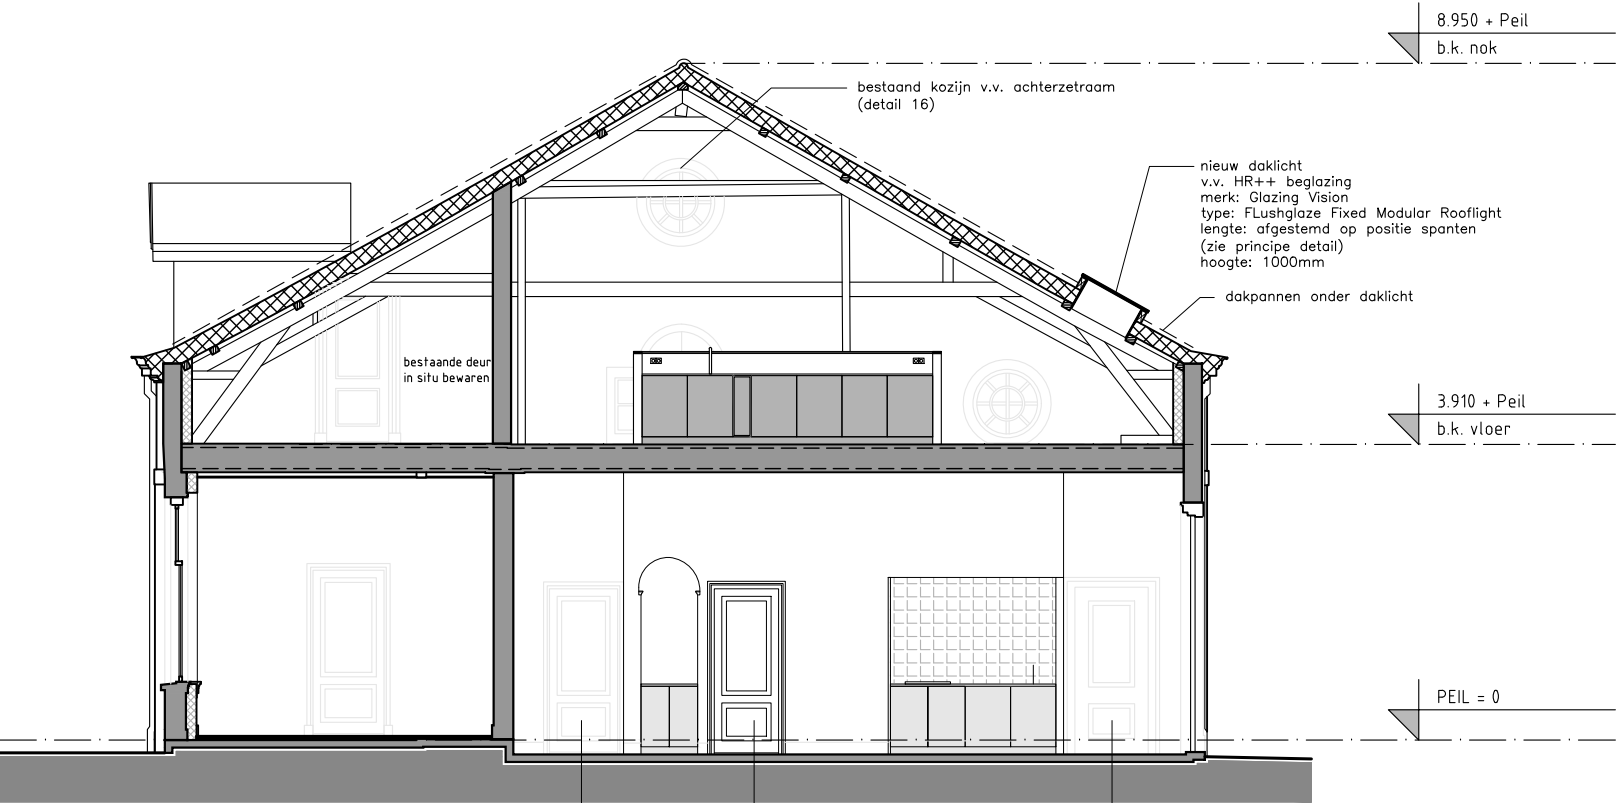 8.950 + Peil
b.k. nok
bestaand kozijn v.v. achterzetraam
(detail 16)
nieuw daklicht
v.v. HR++ beglazing
merk: Glazing Vision
type: FLushglaze Fixed Modular Rooflight
lengte: afgestemd op positie spanten
(zie principe detail)
hoogte: 1000mm
dakpannen onder daklicht
bestaande deur
in situ bewaren
3.910 + Peil
b.k. vloer
PEIL = 0